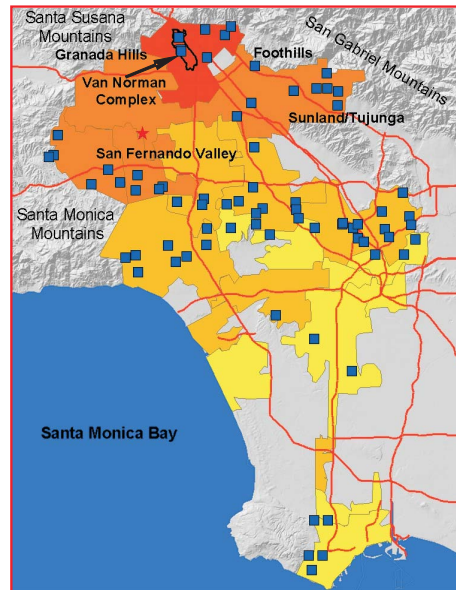 Santa Susana
Mountains
Granada Hills
Van Norman
Complex
Foothills
San Gabriel Mountains
Sunland/Tujunga
San Fernando Valley
Santa Monica
Mountains
Santa Monica Bay